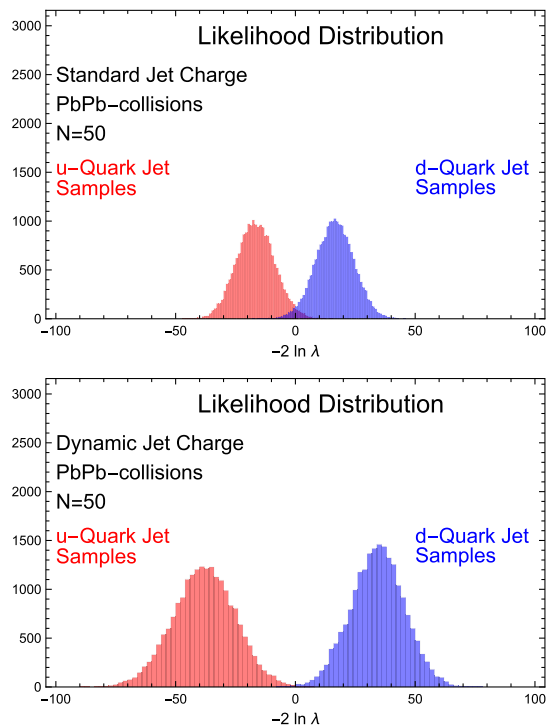 3000
Likelihood Distribution
2500
Standard Jet Charge
2000
PbPb−collisions
N=50
1500
u−Quark Jet
Samples
d−Quark Jet
Samples
1000
500
0
−100
−50
0
50
100
−2 ln λ
3000
Likelihood Distribution
2500
Dynamic Jet Charge
PbPb−collisions
2000
N=50
1500
u−Quark Jet
Samples
d−Quark Jet
Samples
1000
500
0
−100
−50
0
50
100
−2 ln λ